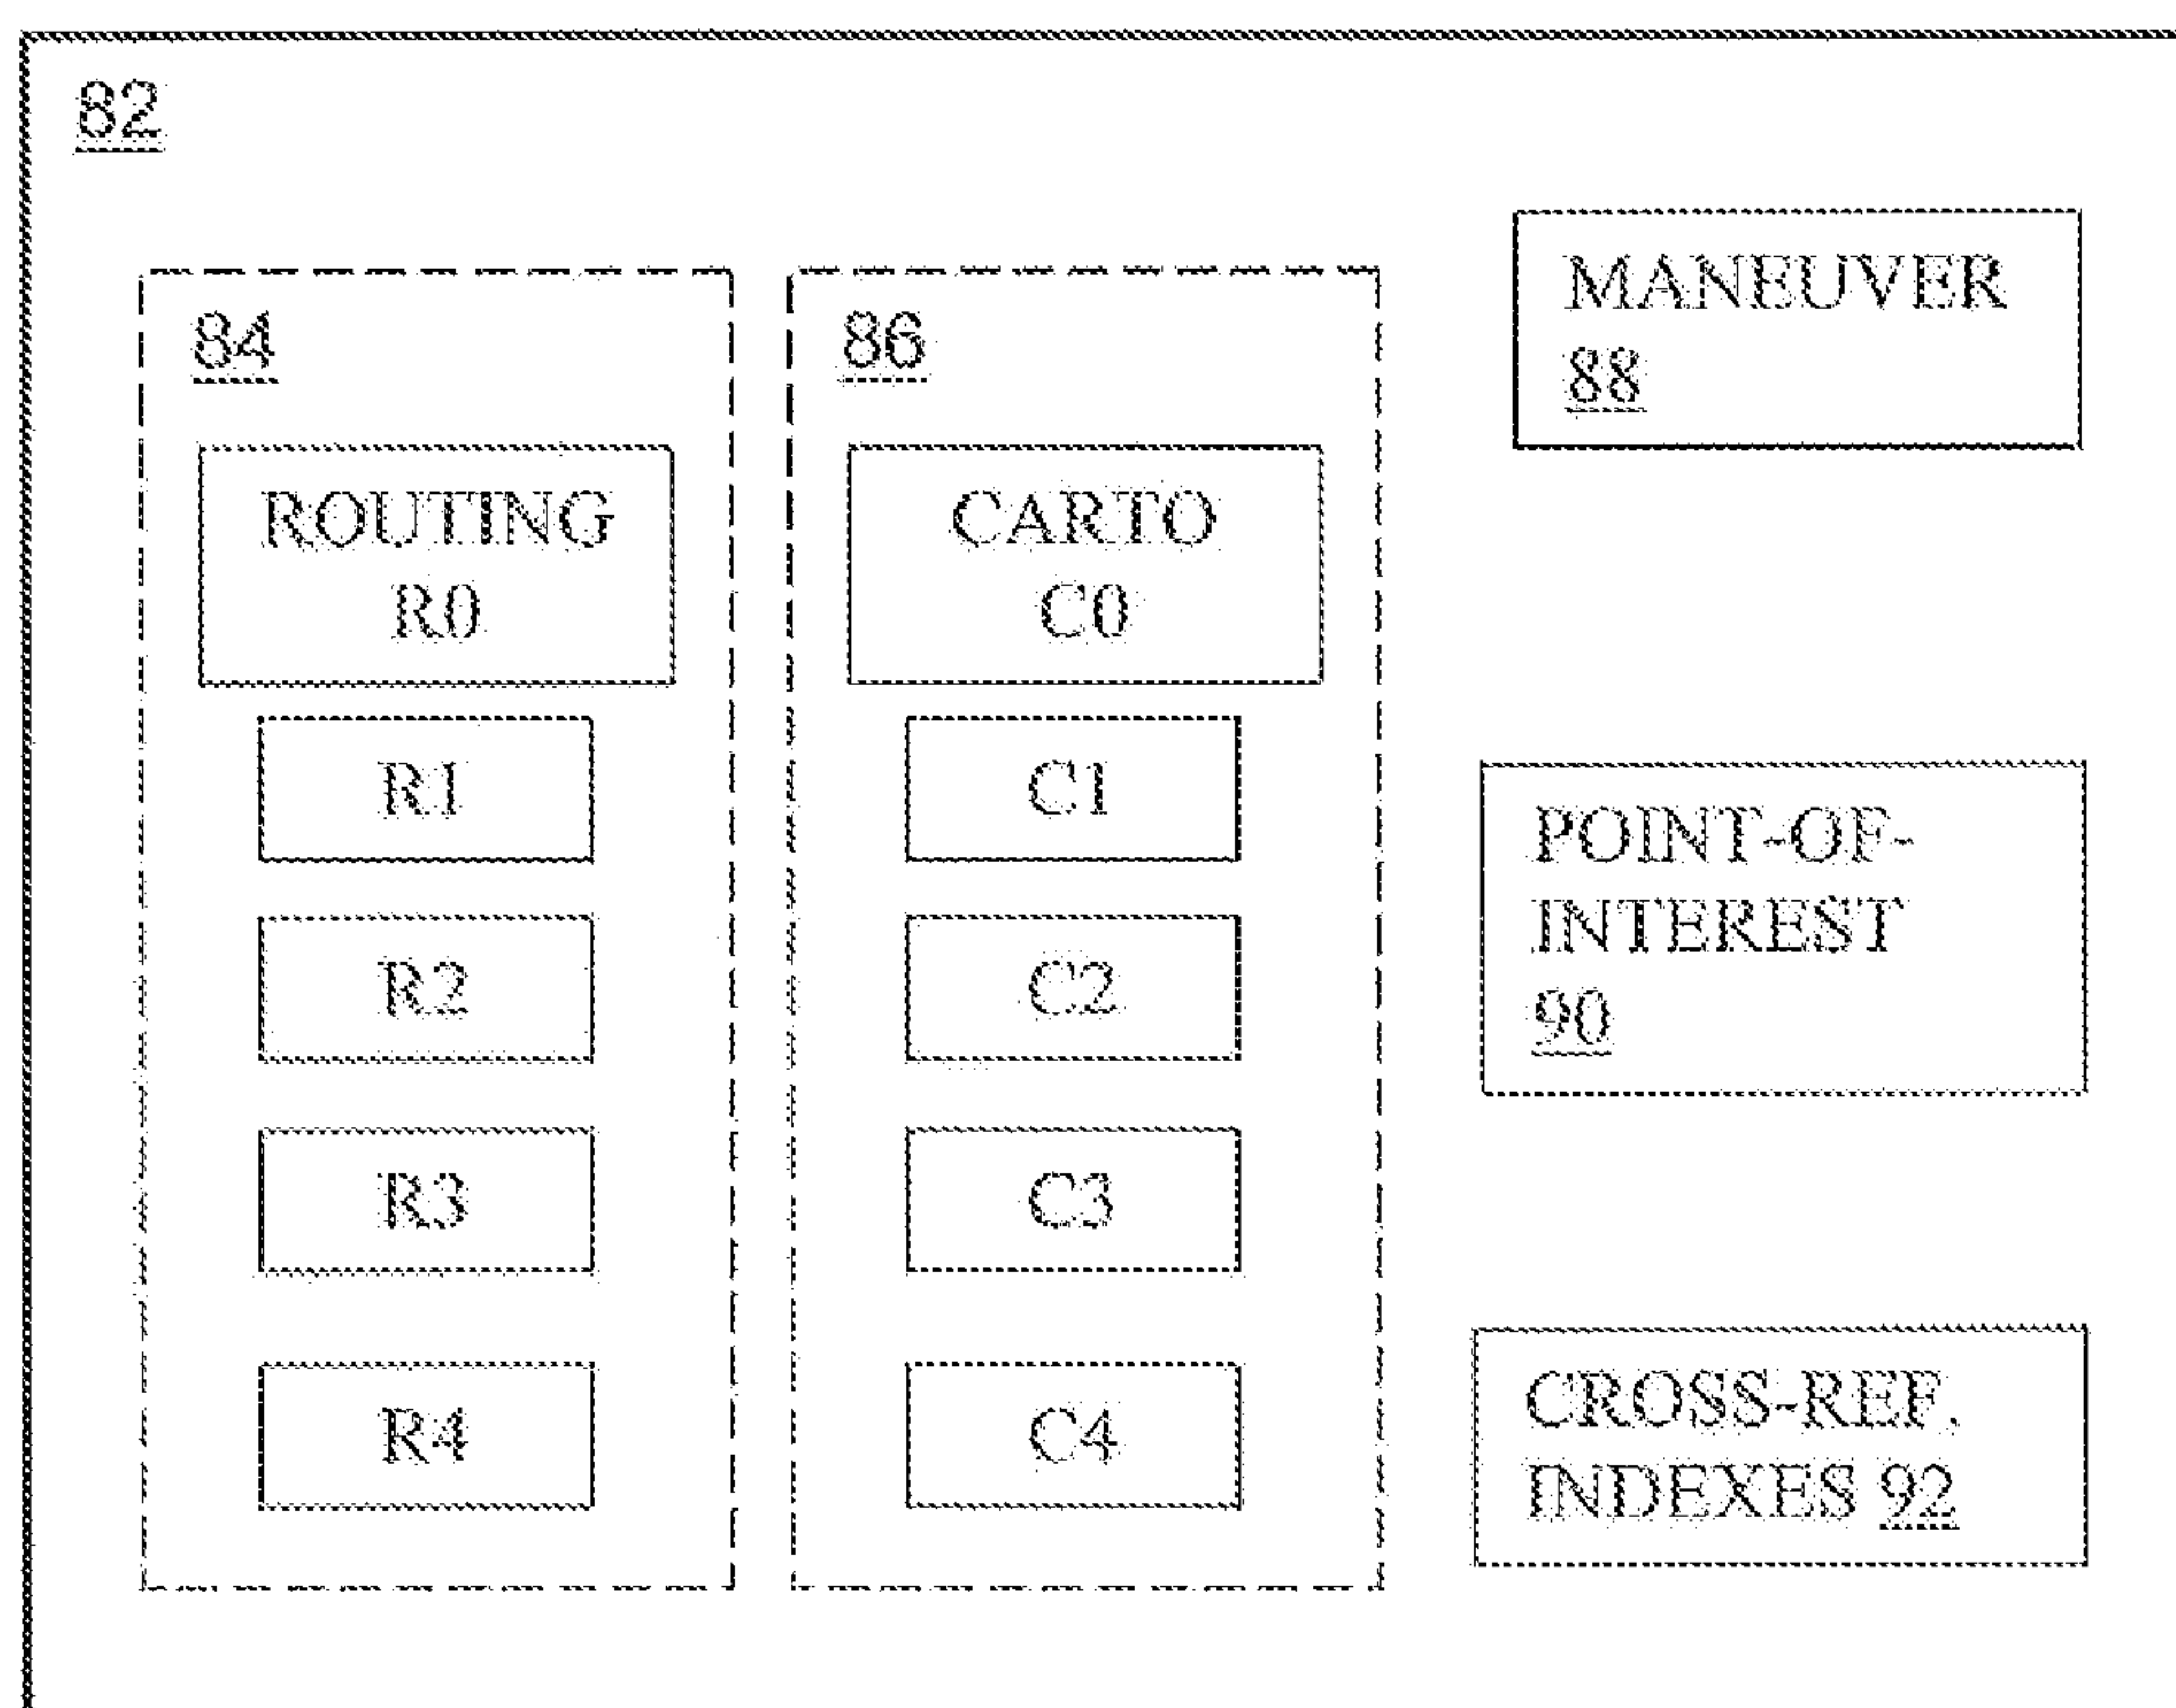 82
84
ROUTING
R0
R1
R2
R3
R4
86
CARTO
C0
C1
C2
C3
C4
MANEUVER
88
POINT-OF-
INTEREST
90
CROSS-REF.
INDEXES 92